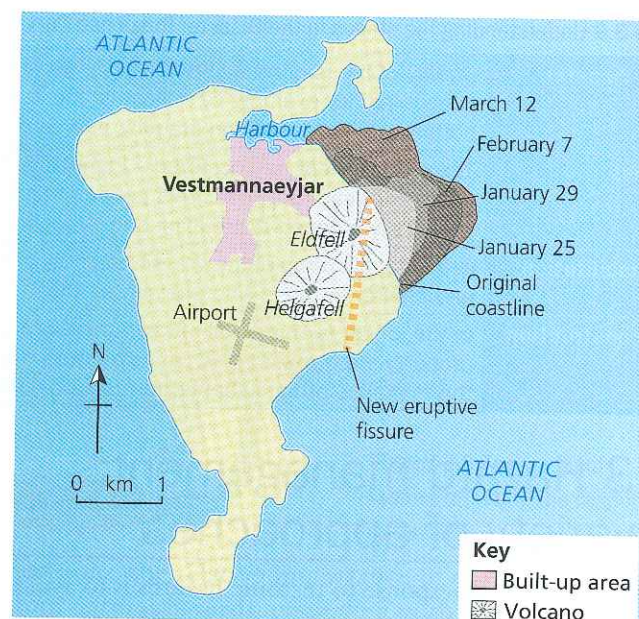 ATLANTIC
OCEAN
Harbour
March 12
February 7
Vestmannaeyjar
January 29
Eldfell
January 25
Original
coastline
Airport
Helgafell
N
New eruptive
fissure
0 km 1
ATLANTIC
OCEAN
Key
Built-up area
Volcano